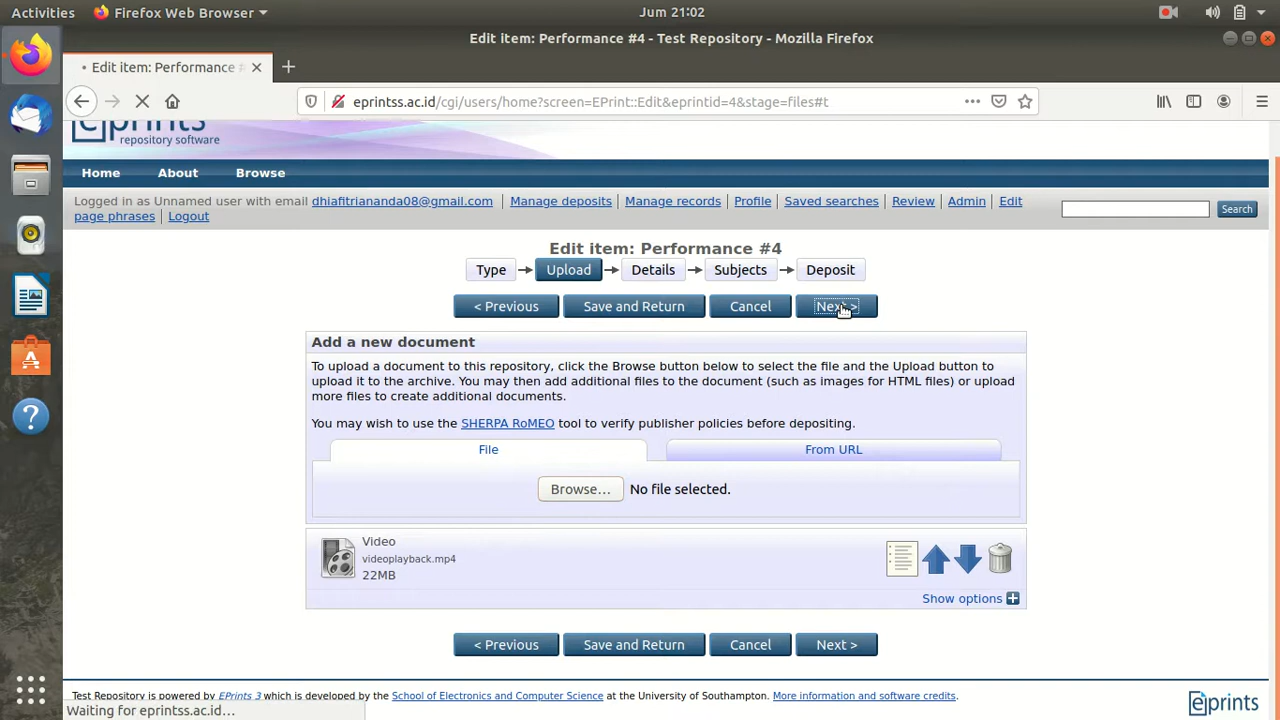 Activities
Firefox Web Browser
Jum 21:02
Edit item: Performance #4 - Test Repository - Mozilla Firefox
Edit item: Performance #
eprintss.ac.id/cgi/users/home?screen=EPrint::Edit&eprintid=4&stage=files#t
eprints
repository software
Home About Browse
Logged in as Unnamed user with email dhiafitriananda08@gmail.com | Manage deposits | Manage records | Profile | Saved searches | Review | Admin | Edit
page phrases | Logout
Search
Edit item: Performance #4
Type Upload Details Subjects Deposit
< Previous Save and Return Cancel Next >
Add a new document
To upload a document to this repository, click the Browse button below to select the file and the Upload button to
upload it to the archive. You may then add additional files to the document (such as images for HTML files) or upload
more files to create additional documents.
You may wish to use the SHERPA RoMEO tool to verify publisher policies before depositing.
File From URL
Browse... No file selected.
Video
videoplayback.mp4
22MB
Show options
< Previous Save and Return Cancel Next >
Test Repository is powered by EPrints 3 which is developed by the School of Electronics and Computer Science at the University of Southampton. More information and software credits.
eprints
Waiting for eprintss.ac.id...